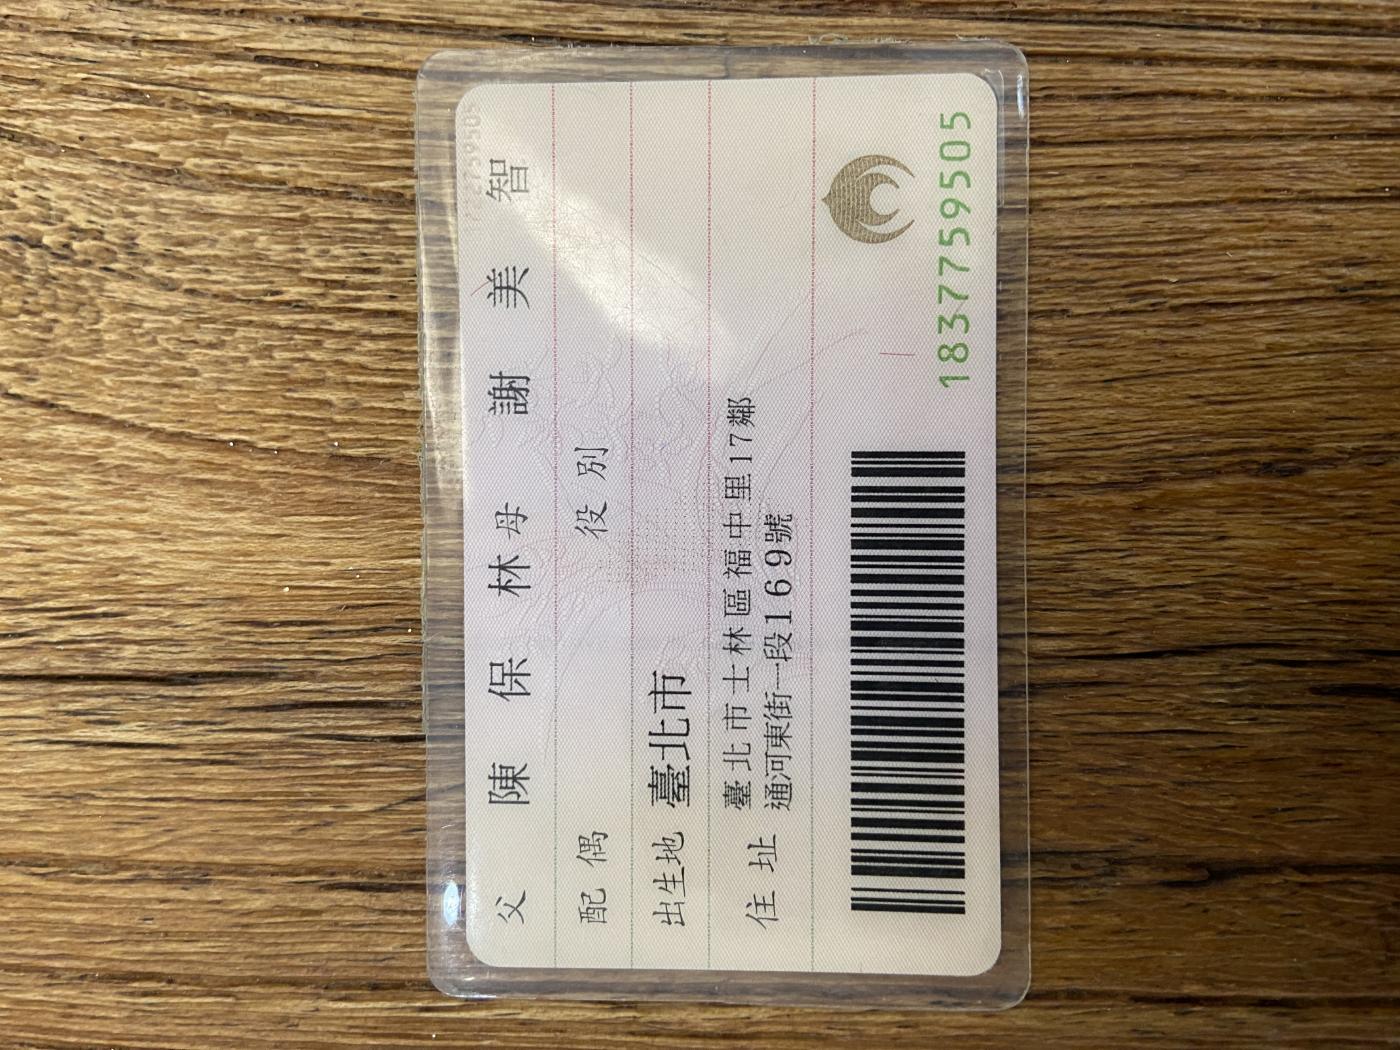 父 陳保林 母 謝美智
配偶 役別
出生地 臺北市
住址 臺北市士林區福中里17鄰
通河東街一段169號
1837759505